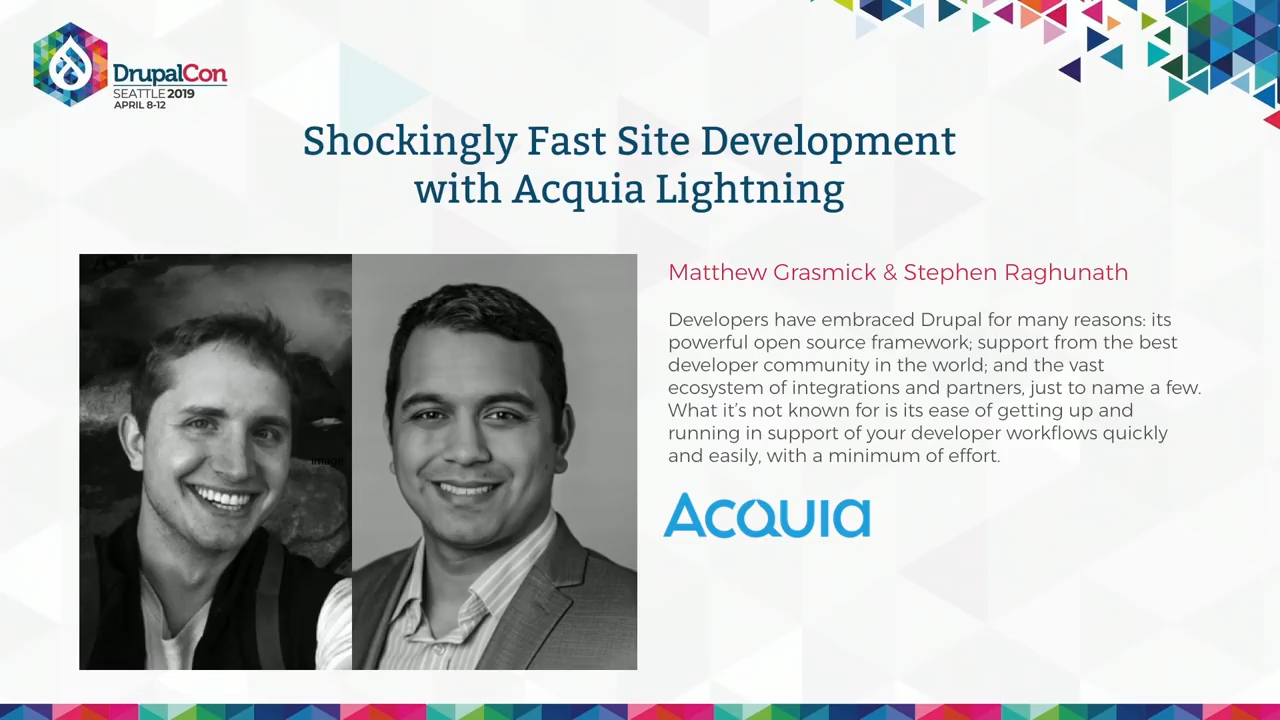 DrupalCon
SEATTLE 2019
APRIL 8-12
Shockingly Fast Site Development
with Acquia Lightning
image
Matthew Grasmick & Stephen Raghunath
Developers have embraced Drupal for many reasons: its
powerful open source framework; support from the best
developer community in the world; and the vast
ecosystem of integrations and partners, just to name a few.
What it’s not known for is its ease of getting up and
running in support of your developer workflows quickly
and easily, with a minimum of effort.
Acquia